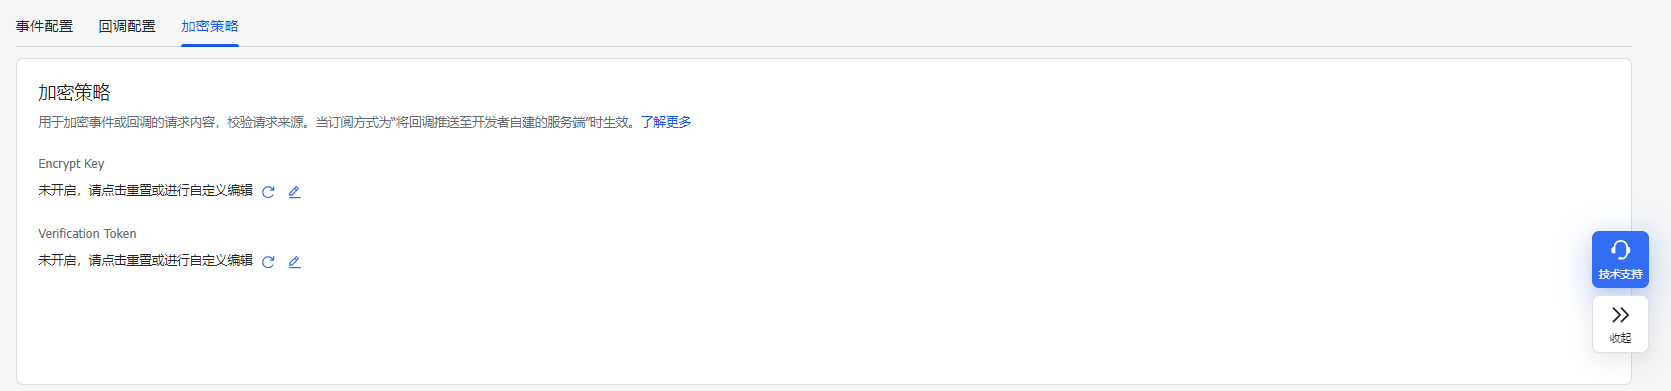 事件配置 回调配置 加密策略
加密策略
用于加密事件或回调的请求内容，校验请求来源。当订阅方式为“将回调推送至开发者自建的服务端”时生效。了解更多
Encrypt Key
未开启，请点击重置或进行自定义编辑
Verification Token
未开启，请点击重置或进行自定义编辑
技术支持
收起